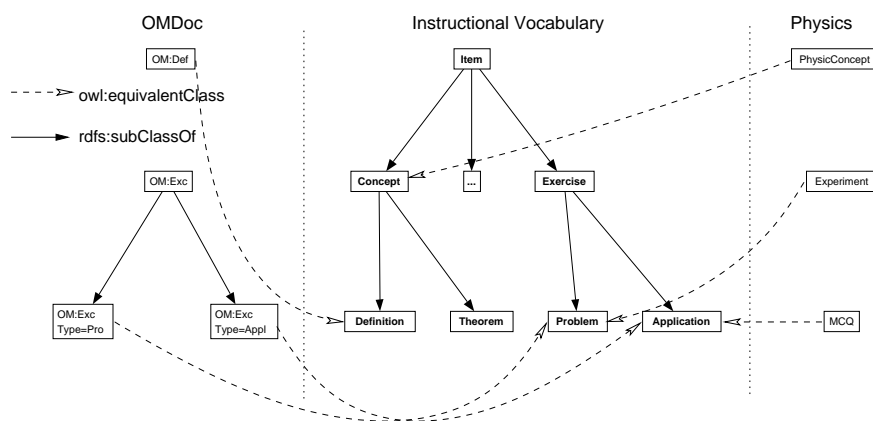 OMDoc
Instructional Vocabulary
Physics
OM:Def
Item
PhysicConcept
owl:equivalentClass
rdfs:subClassOf
OM:Exc
Concept
...
Exercise
Experiment
OM:Exc
Type=Pro
OM:Exc
Type=Appl
Definition
Theorem
Problem
Application
MCQ